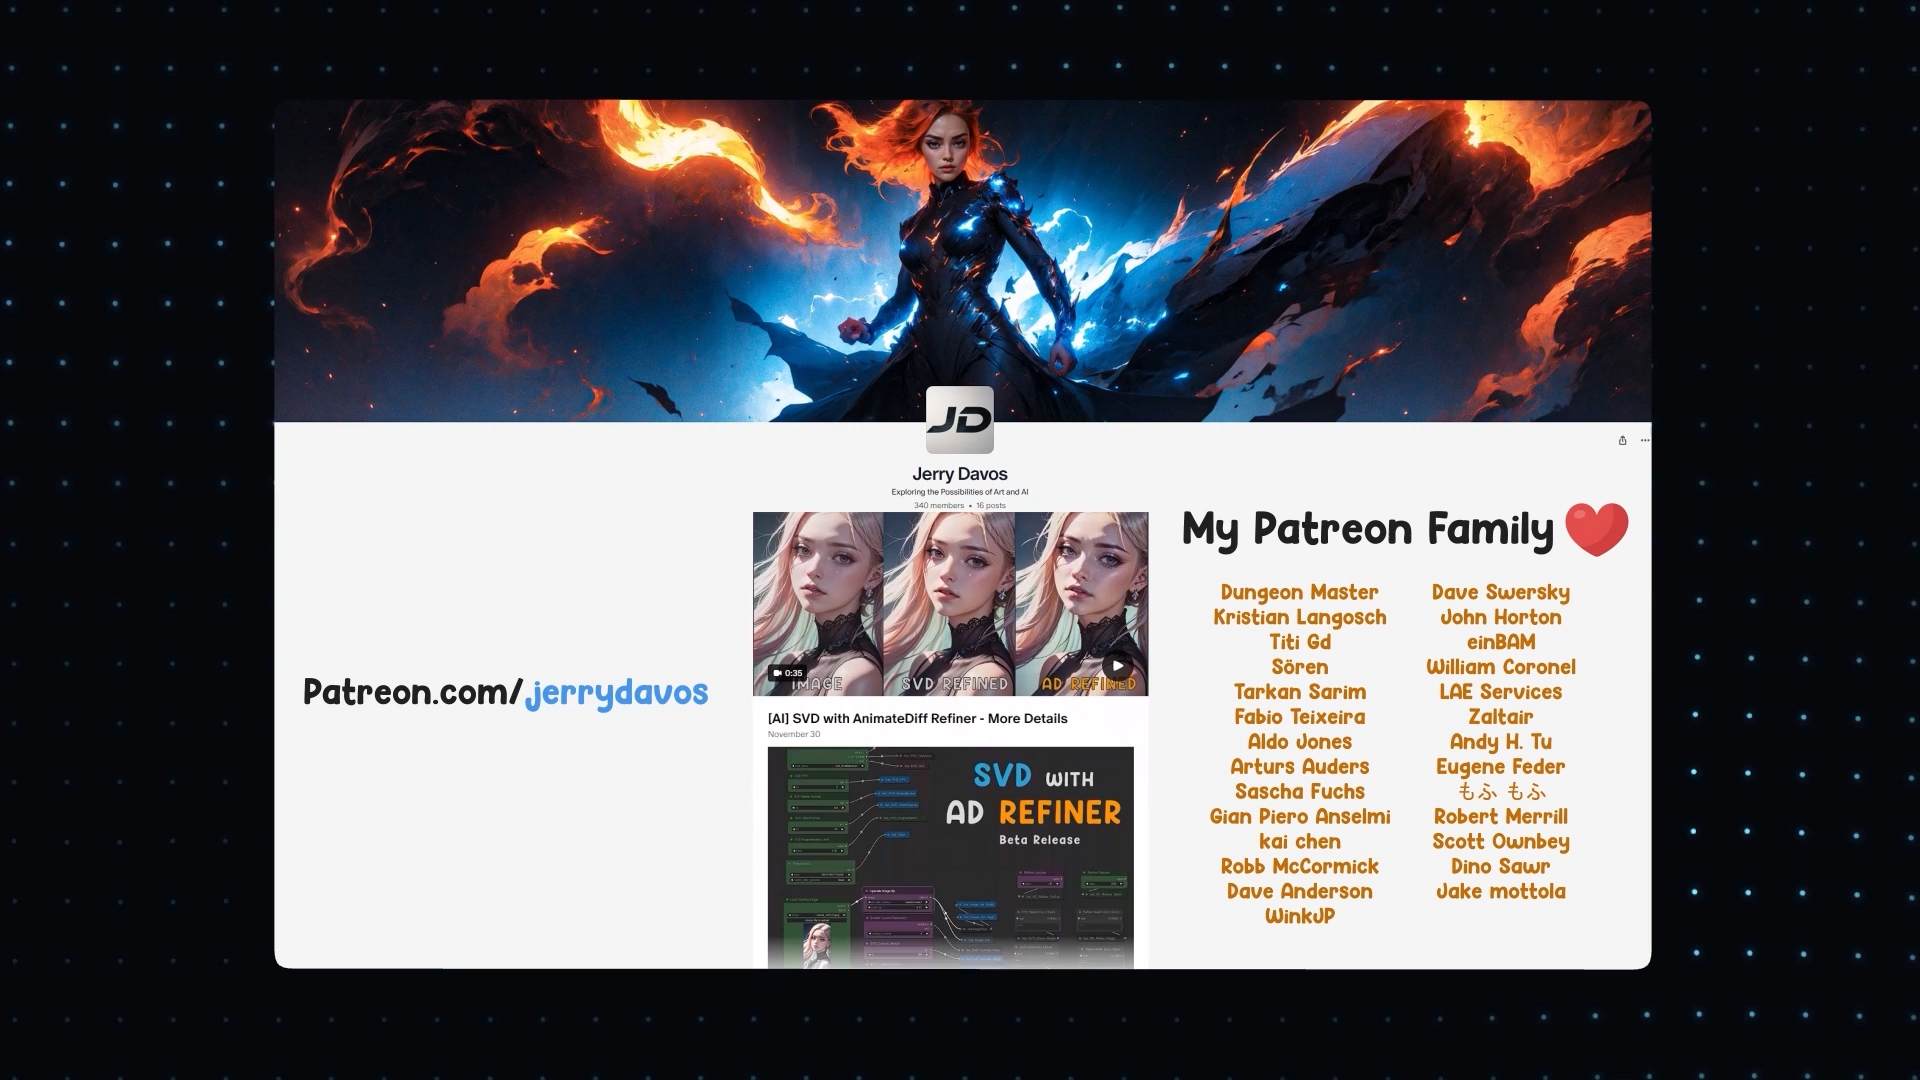 JD
Jerry Davos
Exploring the Possibilities of Art and AI
340 members • 16 posts
Patreon.com/jerrydavos
0:35
IMAGE
SVD REFINED
AD REFINED
[AI] SVD with AnimateDiff Refiner - More Details
November 30
SVD WITH
AD REFINER
Beta Release
My Patreon Family
Dungeon Master
Kristian Langosch
Titi Gd
Sören
Tarkan Sarim
Fabio Teixeira
Aldo Jones
Arturs Auders
Sascha Fuchs
Gian Piero Anselmi
kai chen
Robb McCormick
Dave Anderson
WinkJP
Dave Swersky
John Horton
einBAM
William Coronel
LAE Services
Zaltair
Andy H. Tu
Eugene Feder
もふ もふ
Robert Merrill
Scott Ownbey
Dino Sawr
Jake mottola